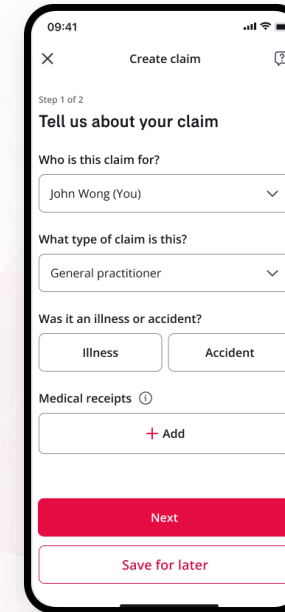 09:41
Create claim
Step 1 of 2
Tell us about your claim
Who is this claim for?
John Wong (You)
What type of claim is this?
General practitioner
Was it an illness or accident?
Illness Accident
Medical receipts
+ Add
Next
Save for later